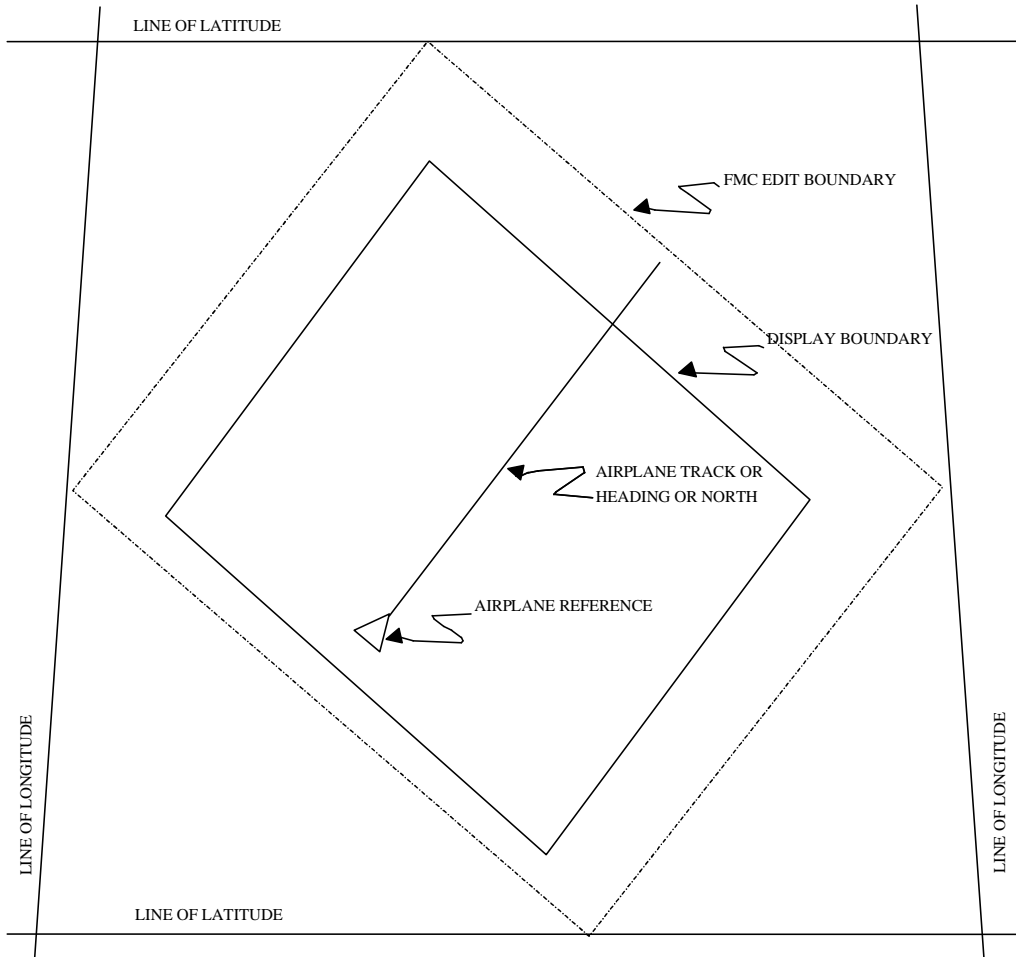 LINE OF LATITUDE
FMC EDIT BOUNDARY
DISPLAY BOUNDARY
AIRPLANE TRACK OR
HEADING OR NORTH
AIRPLANE REFERENCE
LINE OF LONGITUDE
LINE OF LONGITUDE
LINE OF LATITUDE